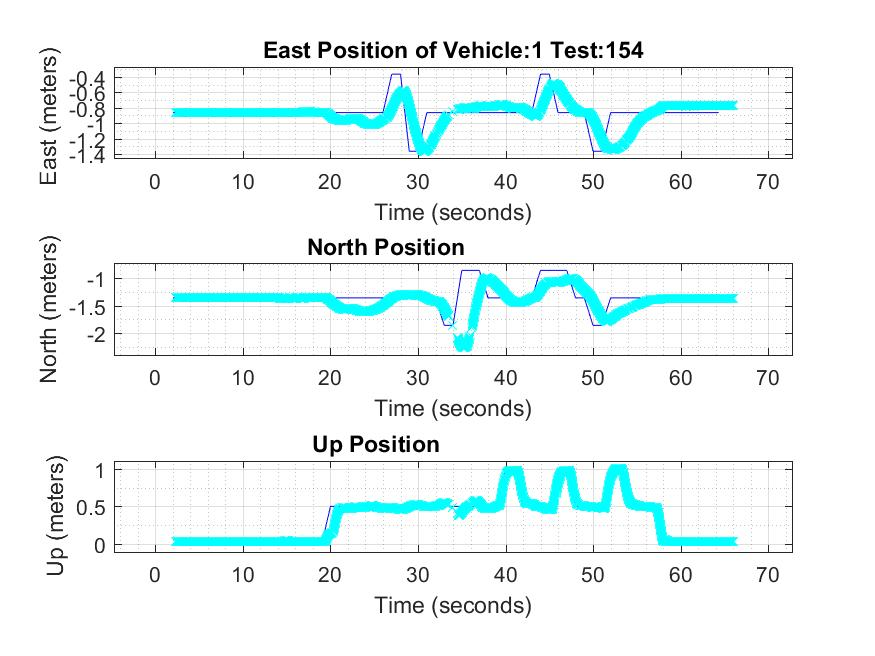 East Position of Vehicle:1 Test:154
East (meters)
-0.4
-0.6
-0.8
-1
-1.2
-1.4
0 10 20 30 40 50 60 70
Time (seconds)
North Position
North (meters)
-1
-1.5
-2
0 10 20 30 40 50 60 70
Time (seconds)
Up Position
Up (meters)
1
0.5
0
0 10 20 30 40 50 60 70
Time (seconds)